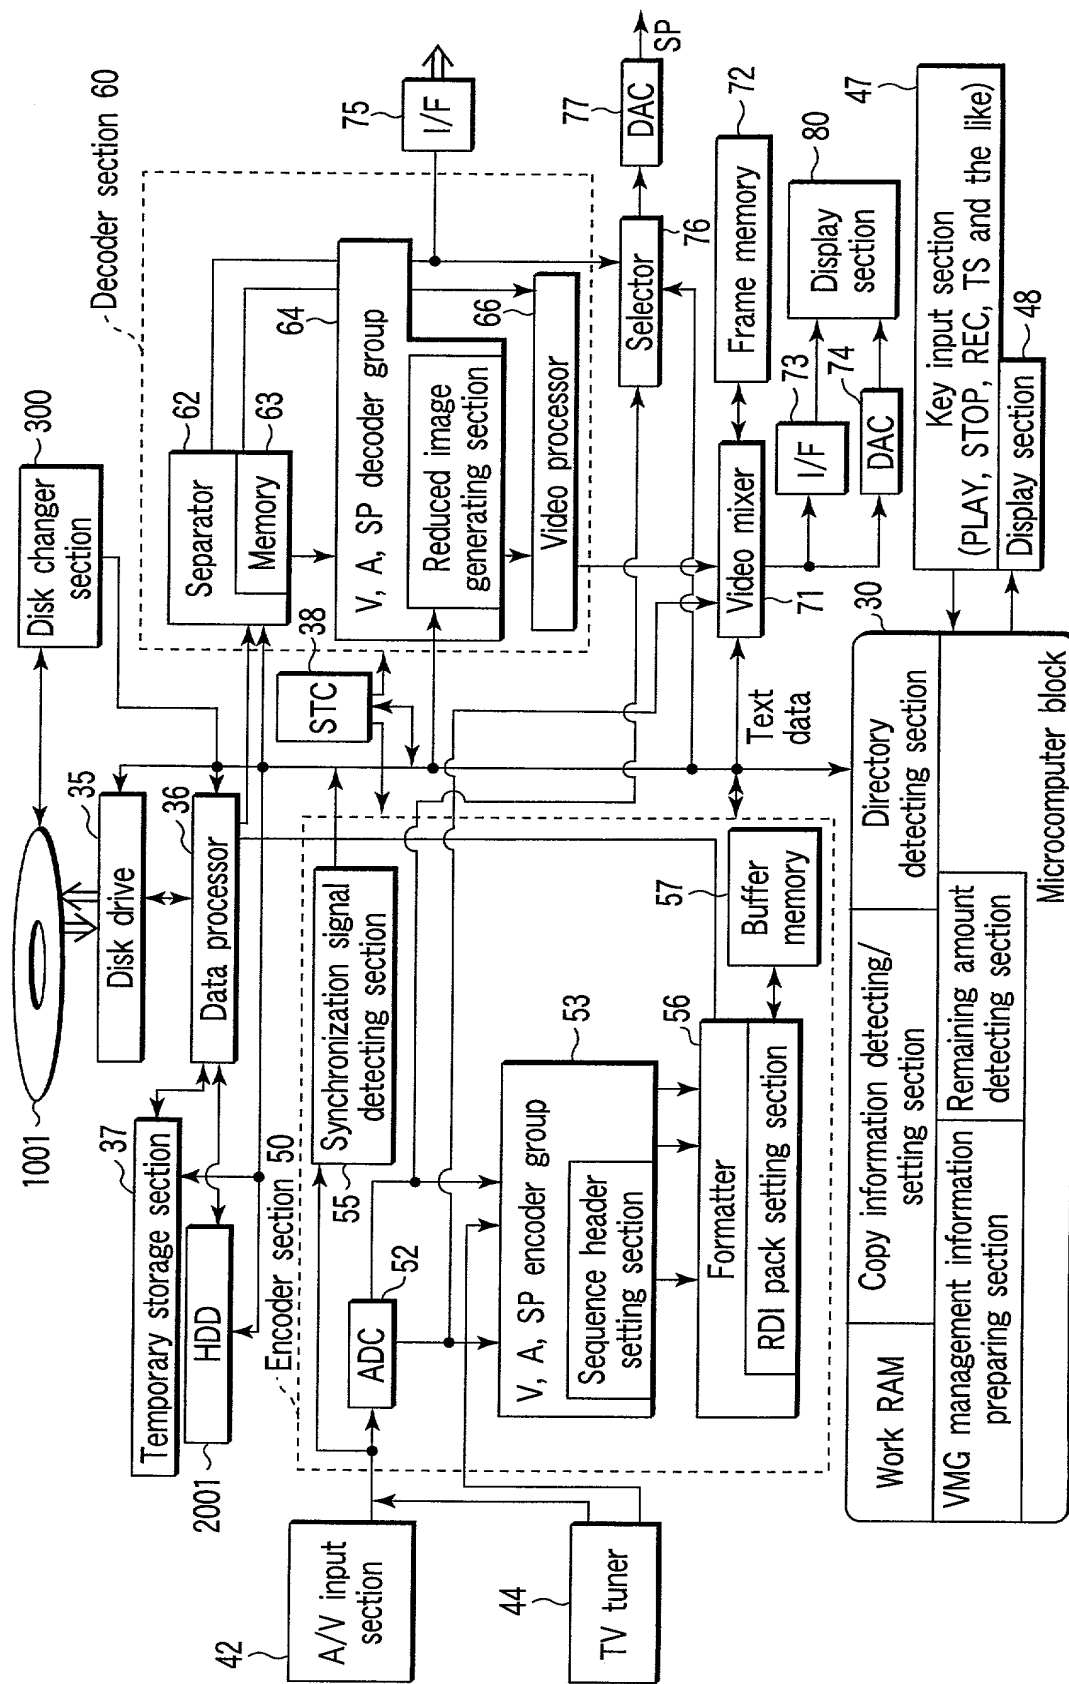 1001
Disk changer
section
300
35
Disk drive
36
Data processor
37
Temporary storage section
HDD
2001
Decoder section 60
Separator
62
Memory
63
64
V, A, SP decoder group
Reduced image
generating section
66
Video processor
75
I/F
STC
38
Encoder section 50
Synchronization signal
detecting section
55
ADC
52
42
A/V input
section
44
TV tuner
53
V, A, SP encoder group
Sequence header
setting section
56
Formatter
RDI pack setting section
57
Buffer
memory
Selector
76
77
DAC
SP
Video mixer
71
Frame memory
72
73
I/F
74
DAC
80
Display
section
Text
data
47
Key input section
(PLAY, STOP, REC, TS and the like)
Display section
48
30
Work RAM
Copy information detecting/
setting section
Directory
detecting section
VMG management information
preparing section
Remaining amount
detecting section
Microcomputer block